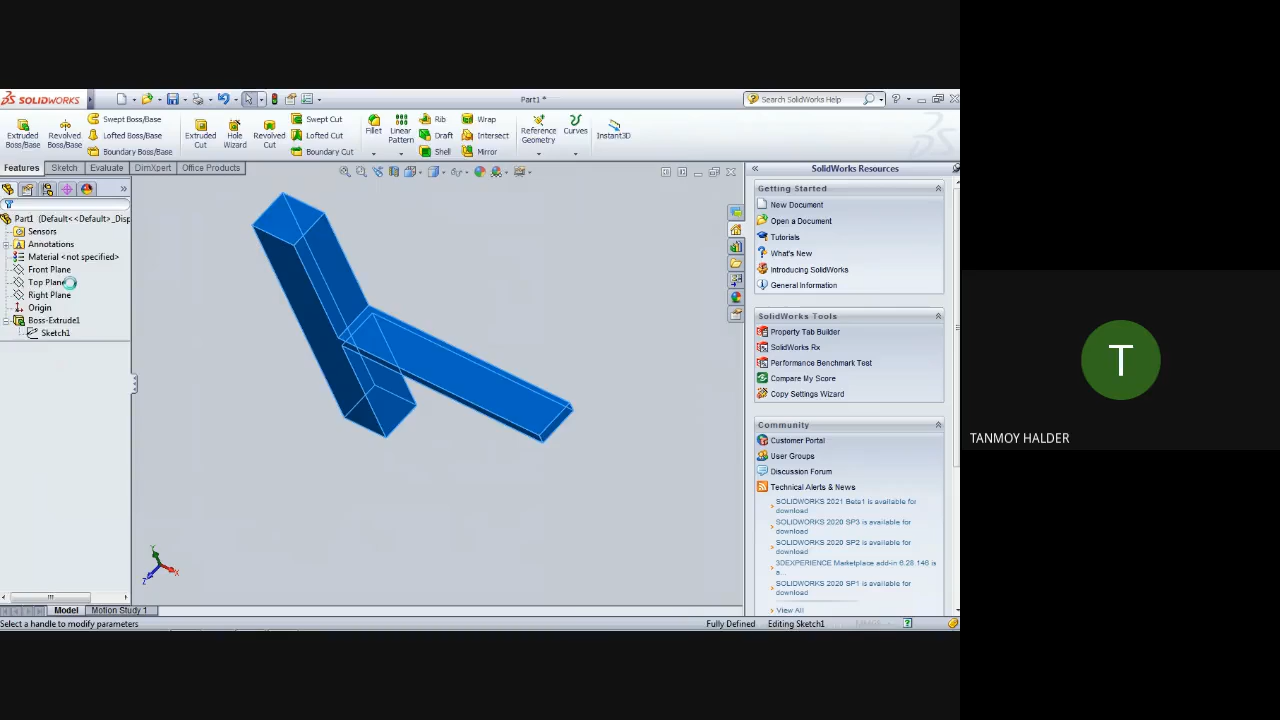 SOLIDWORKS
Part1 *
Search SolidWorks Help
Extruded Boss/Base
Revolved Boss/Base
Swept Boss/Base
Lofted Boss/Base
Boundary Boss/Base
Extruded Cut
Hole Wizard
Revolved Cut
Swept Cut
Lofted Cut
Boundary Cut
Fillet
Linear Pattern
Rib
Draft
Shell
Wrap
Intersect
Mirror
Reference Geometry
Curves
Instant3D
Features
Sketch
Evaluate
DimXpert
Office Products
Part1 (Default<<Default>_Disp
Sensors
Annotations
Material <not specified>
Front Plane
Top Plane
Right Plane
Origin
Boss-Extrude1
Sketch1
Y
X
Z
SolidWorks Resources
Getting Started
New Document
Open a Document
Tutorials
What's New
Introducing SolidWorks
General Information
SolidWorks Tools
Property Tab Builder
SolidWorks Rx
Performance Benchmark Test
Compare My Score
Copy Settings Wizard
Community
Customer Portal
User Groups
Discussion Forum
Technical Alerts & News
SOLIDWORKS 2021 Beta1 is available for
download
SOLIDWORKS 2020 SP3 is available for
download
SOLIDWORKS 2020 SP2 is available for
download
3DEXPERIENCE Marketplace add-in 6.28.146 is
a...
SOLIDWORKS 2020 SP1 is available for
download
View All
Model
Motion Study 1
Select a handle to modify parameters
Fully Defined
Editing Sketch1
MMGS
T
TANMOY HALDER